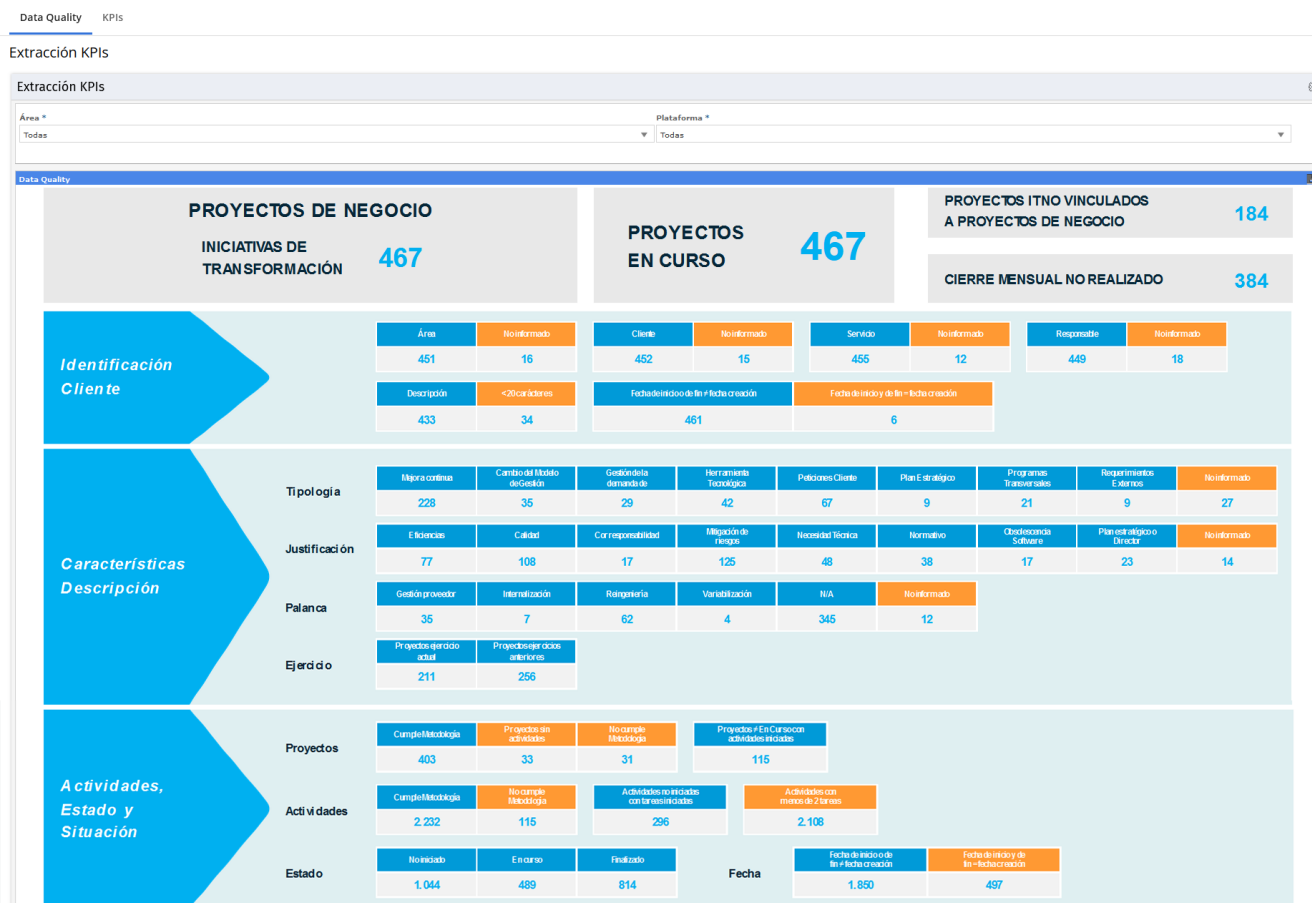 Data Quality KPIs
Extracción KPIs
Extracción KPIs
Área * Plataforma *
Todas Todas
Data Quality
PROYECTOS DE NEGOCIO
INICIATIVAS DE
TRANSFORMACIÓN
467
PROYECTOS
EN CURSO
467
PROYECTOS IT NO VINCULADOS
A PROYECTOS DE NEGOCIO
184
CIERRE MENSUAL NO REALIZADO 384
Identificación
Cliente
Área No informado Cliente No informado Servicio No informado Responsable No informado
451 16 452 15 455 12 449 18
Descripción <20 carácteres Fecha de inicio o de fin ≠ fecha creación Fecha de inicio y de fin = fecha creación
433 34 461 6
Características
Descripción
Tipología
Mejora continua
Cambio del Modelo
de Gestión
Gestión de la
demanda de
Herramienta
Tecnológica
Peticiones Cliente
Plan Estratégico
Programas
Transversales
Requerimientos
Externos
No informado
228 35 29 42 67 9 21 9 27
Justificación
Eficiencias
Calidad
Corresponsabilidad
Mitigación de
riesgos
Necesidad Técnica
Normativo
Obsolescencia
Software
Plan estratégico o
Director
No informado
77 108 17 125 48 38 17 23 14
Palanca
Gestión proveedor Internalización Reingeniería Variabilización N/A No informado
35 7 62 4 345 12
Ejercicio
Proyectos ejercicio
actual
Proyectos ejercicios
anteriores
211 256
Actividades,
Estado y
Situación
Proyectos
Cumple Metodología
Proyectos sin
actividades
No cumple
Metodología
Proyectos ≠ En Curso con
actividades iniciadas
403 33 31 115
Actividades
Cumple Metodología
No cumple
Metodología
Actividades no iniciadas
con tareas iniciadas
Actividades con
menos de 2 tareas
2.232 115 296 2.108
Estado
No iniciado En curso Finalizado
1.044 489 814
Fecha
Fecha de inicio o de
fin ≠ fecha creación
Fecha de inicio y de
fin = fecha creación
1.850 497